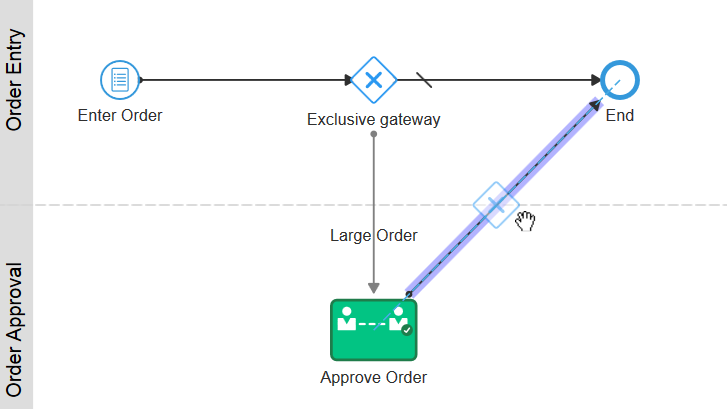 Order Entry
Enter Order
Exclusive gateway
End
Large Order
Order Approval
Approve Order